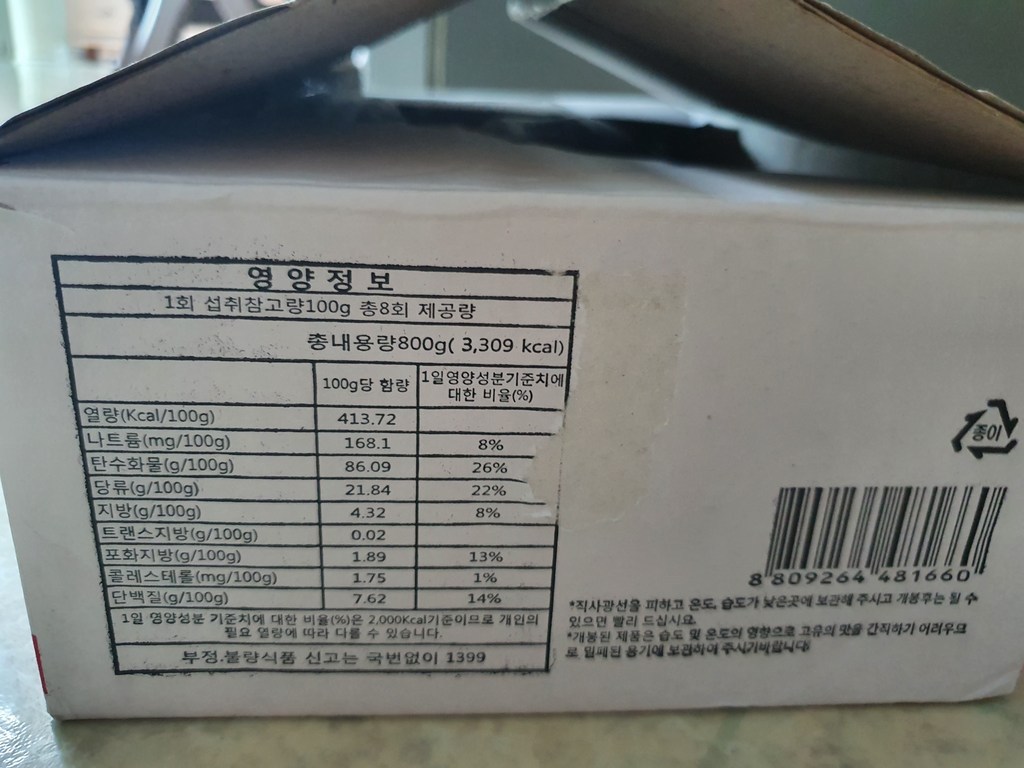 영양정보
1회 섭취참고량100g 총8회 제공량
총내용량800g( 3,309 kcal)
100g당 함량 1일영양성분기준치에 대한 비율(%)
열량(Kcal/100g) 413.72
나트륨(mg/100g) 168.1 8%
탄수화물(g/100g) 86.09 26%
당류(g/100g) 21.84 22%
지방(g/100g) 4.32 8%
트랜스지방(g/100g) 0.02
포화지방(g/100g) 1.89 13%
콜레스테롤(mg/100g) 1.75 1%
단백질(g/100g) 7.62 14%
1일 영양성분 기준치에 대한 비율(%)은 2,000Kcal기준이므로 개인의
필요 열량에 따라 다를 수 있습니다.
부정.불량식품 신고는 국번없이 1399
종이
8 809264 481660
*직사광선을 피하고 온도, 습도가 낮은곳에 보관해 주시고 개봉후는 될 수
있으면 빨리 드십시요.
*개봉된 제품은 습도 및 온도의 영향으로 고유의 맛을 간직하기 어려우므
로 밀폐된 용기에 보관하여 주시기바랍니다.